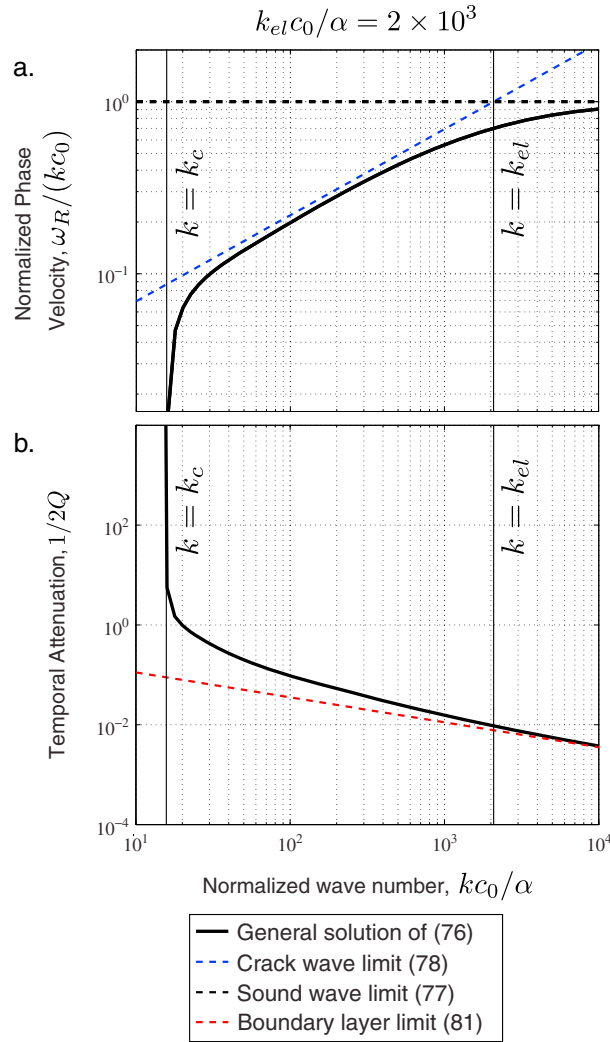 k_{el}c_0/α = 2 × 10^3
a.
10^0
10^{-1}
Normalized Phase
Velocity, ω_R/(kc_0)
k = k_c
k = k_{el}
b.
10^2
10^0
10^{-2}
10^{-4}
Temporal Attenuation, 1/2Q
k = k_c
k = k_{el}
10^1 10^2 10^3 10^4
Normalized wave number, kc_0/α
General solution of (76)
Crack wave limit (78)
Sound wave limit (77)
Boundary layer limit (81)